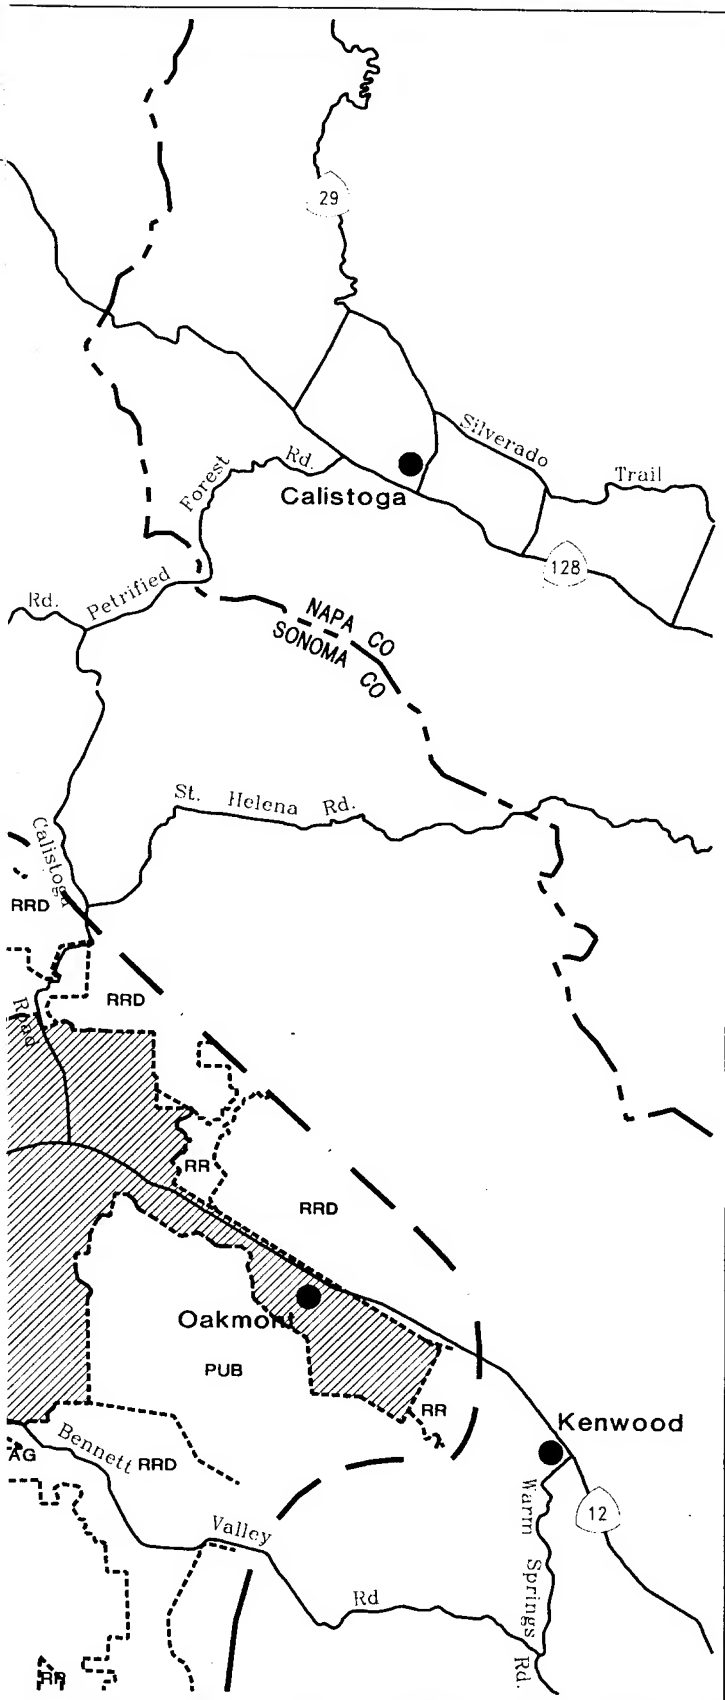 29
Silverado
Trail
Forest Rd.
Calistoga
128
Rd.
Petrified
NAPA CO
SONOMA CO
St. Helena Rd.
Calistoga
RRD
RRD
Road
RR
RRD
Oakmont
PUB
RR
Kenwood
Bennett
AG
RRD
12
Valley
Warm Springs Rd.
Rd
RR